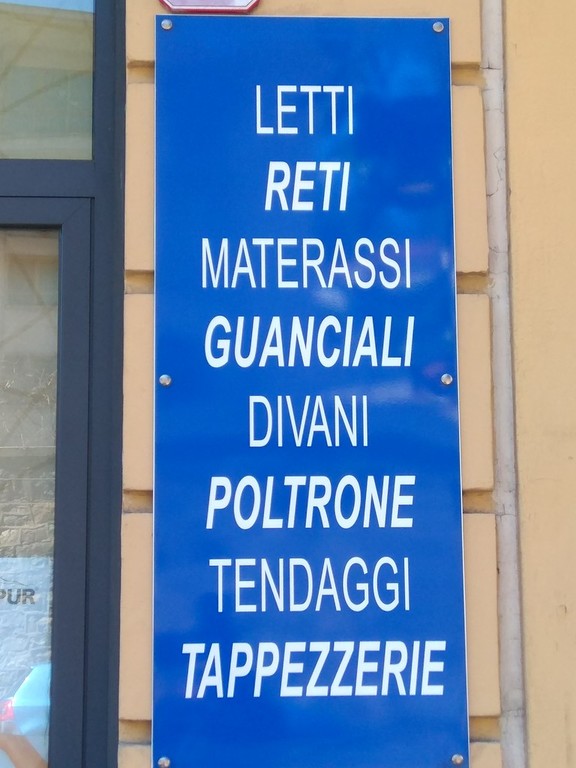 LETTI
RETI
MATERASSI
GUANCIALI
DIVANI
POLTRONE
TENDAGGI
TAPPEZZERIE
PUR